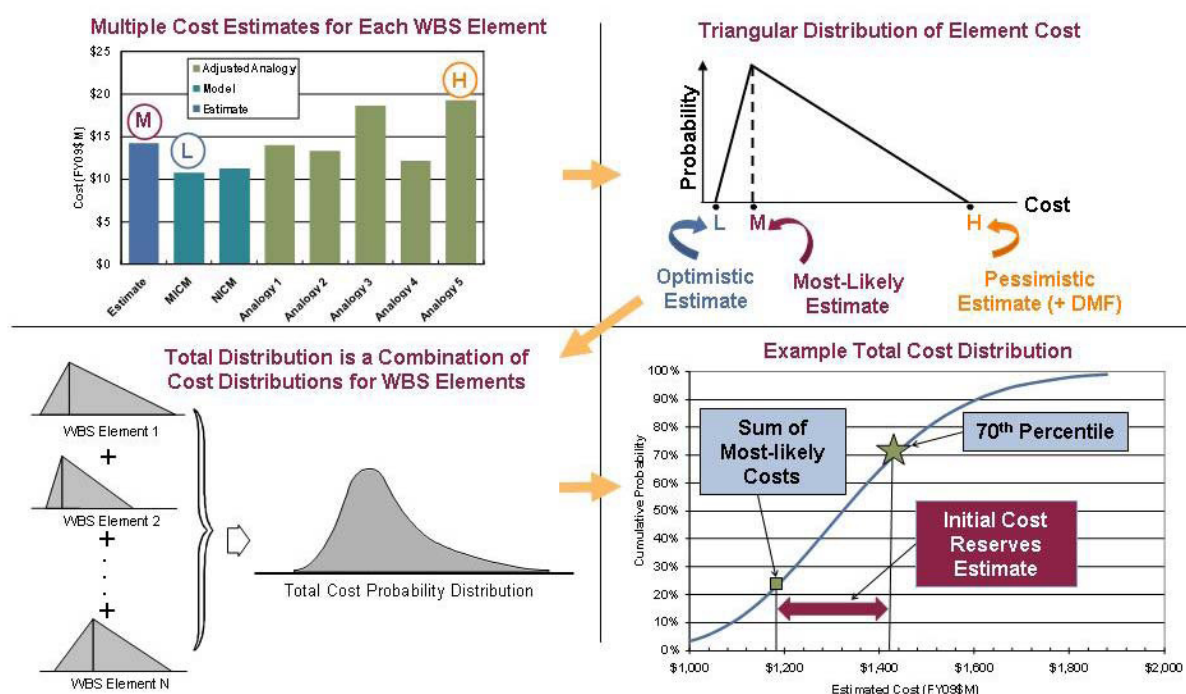 Multiple Cost Estimates for Each WBS Element
$25
$20
$15
$10
$5
$0
Cost (FY09$M)
Adjusted Analogy
Model
Estimate
M
L
H
Estimate
MICM
NICM
Analogy 1
Analogy 2
Analogy 3
Analogy 4
Analogy 5
Triangular Distribution of Element Cost
Probability
Cost
L
M
H
Optimistic
Estimate
Most-Likely
Estimate
Pessimistic
Estimate (+ DMF)
Total Distribution is a Combination of
Cost Distributions for WBS Elements
WBS Element 1
+
WBS Element 2
+
+
WBS Element N
Total Cost Probability Distribution
Example Total Cost Distribution
100%
90%
80%
70%
60%
50%
40%
30%
20%
10%
0%
Cumulative Probability
Sum of
Most-likely
Costs
70th Percentile
Initial Cost
Reserves
Estimate
$1,000
$1,200
$1,400
$1,600
$1,800
$2,000
Estimated Cost (FY09$M)